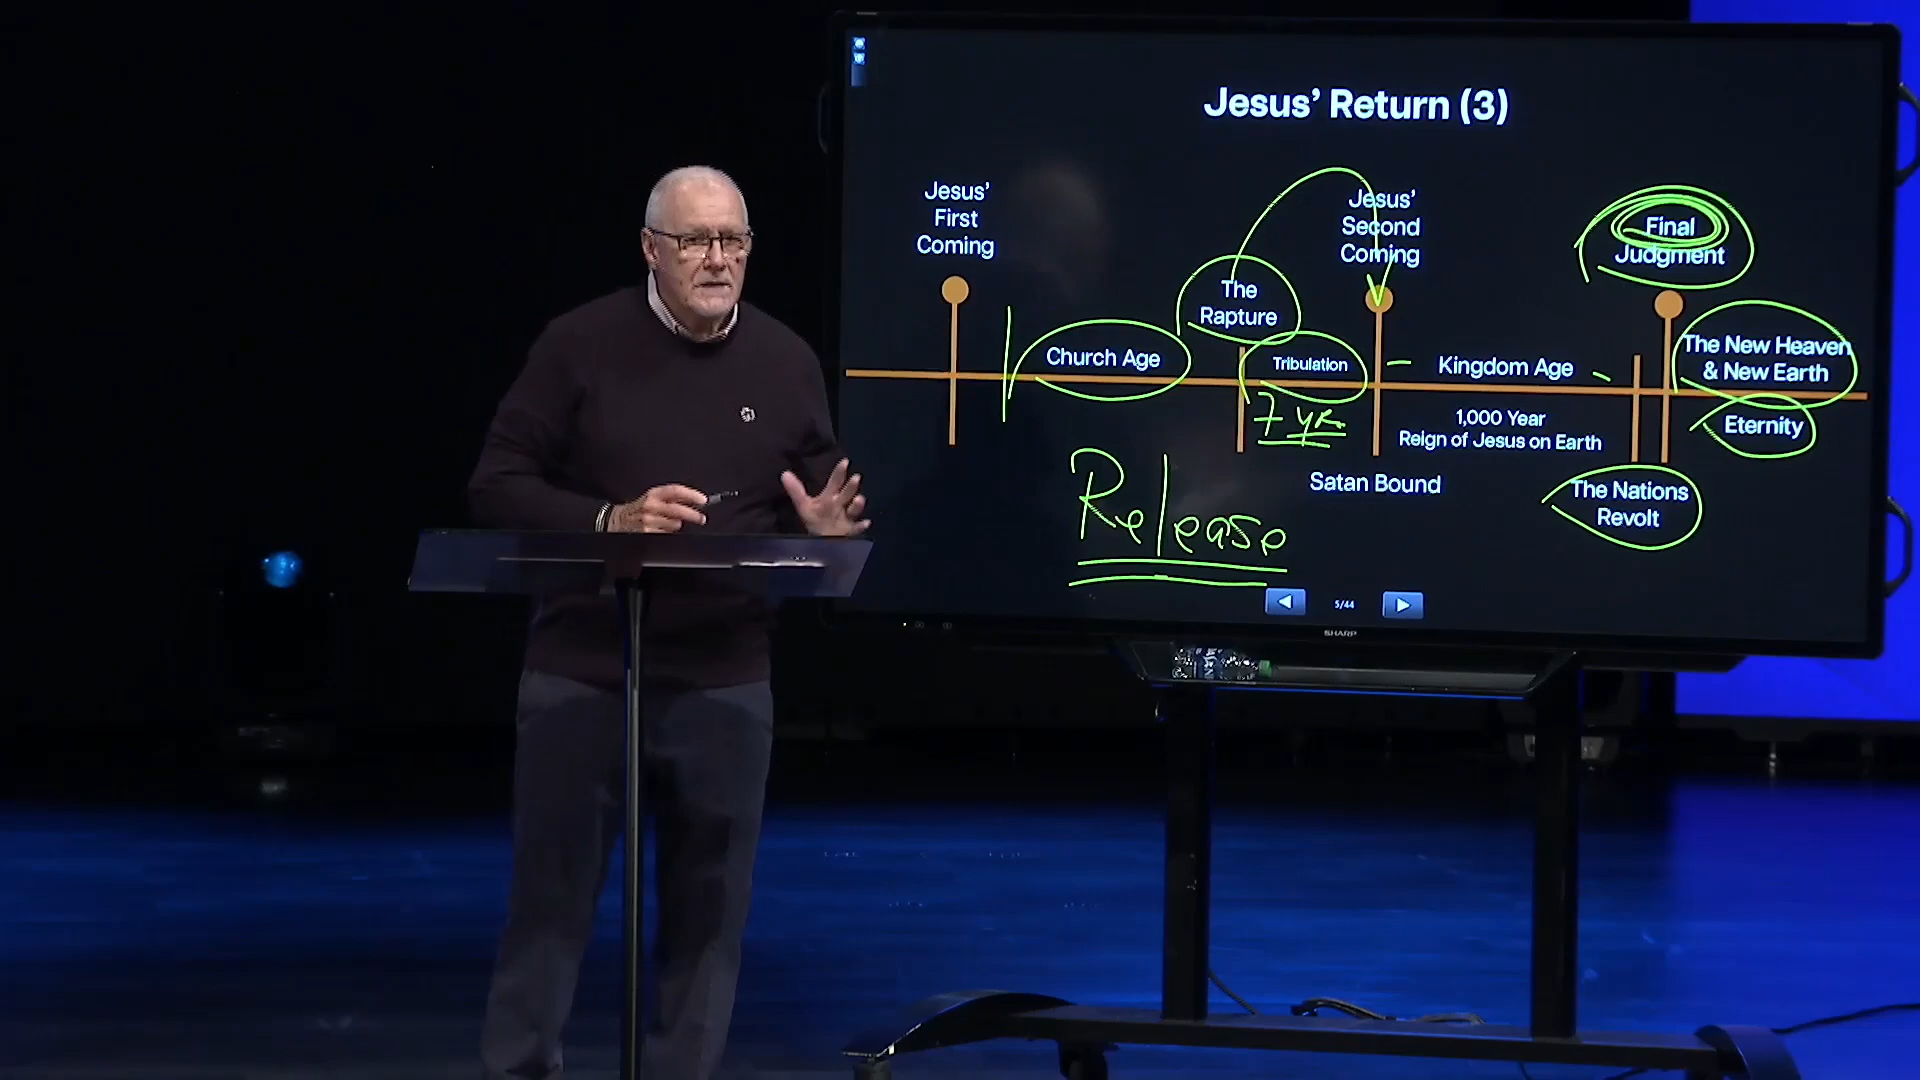 Jesus' Return (3)
Jesus'
First
Coming
Jesus'
Second
Coming
Final
Judgment
The
Rapture
Church Age
Tribulation
7 yr.
Kingdom Age
The New Heaven
& New Earth
1,000 Year
Reign of Jesus on Earth
Eternity
Satan Bound
The Nations
Revolt
Release
5/44
SHARP